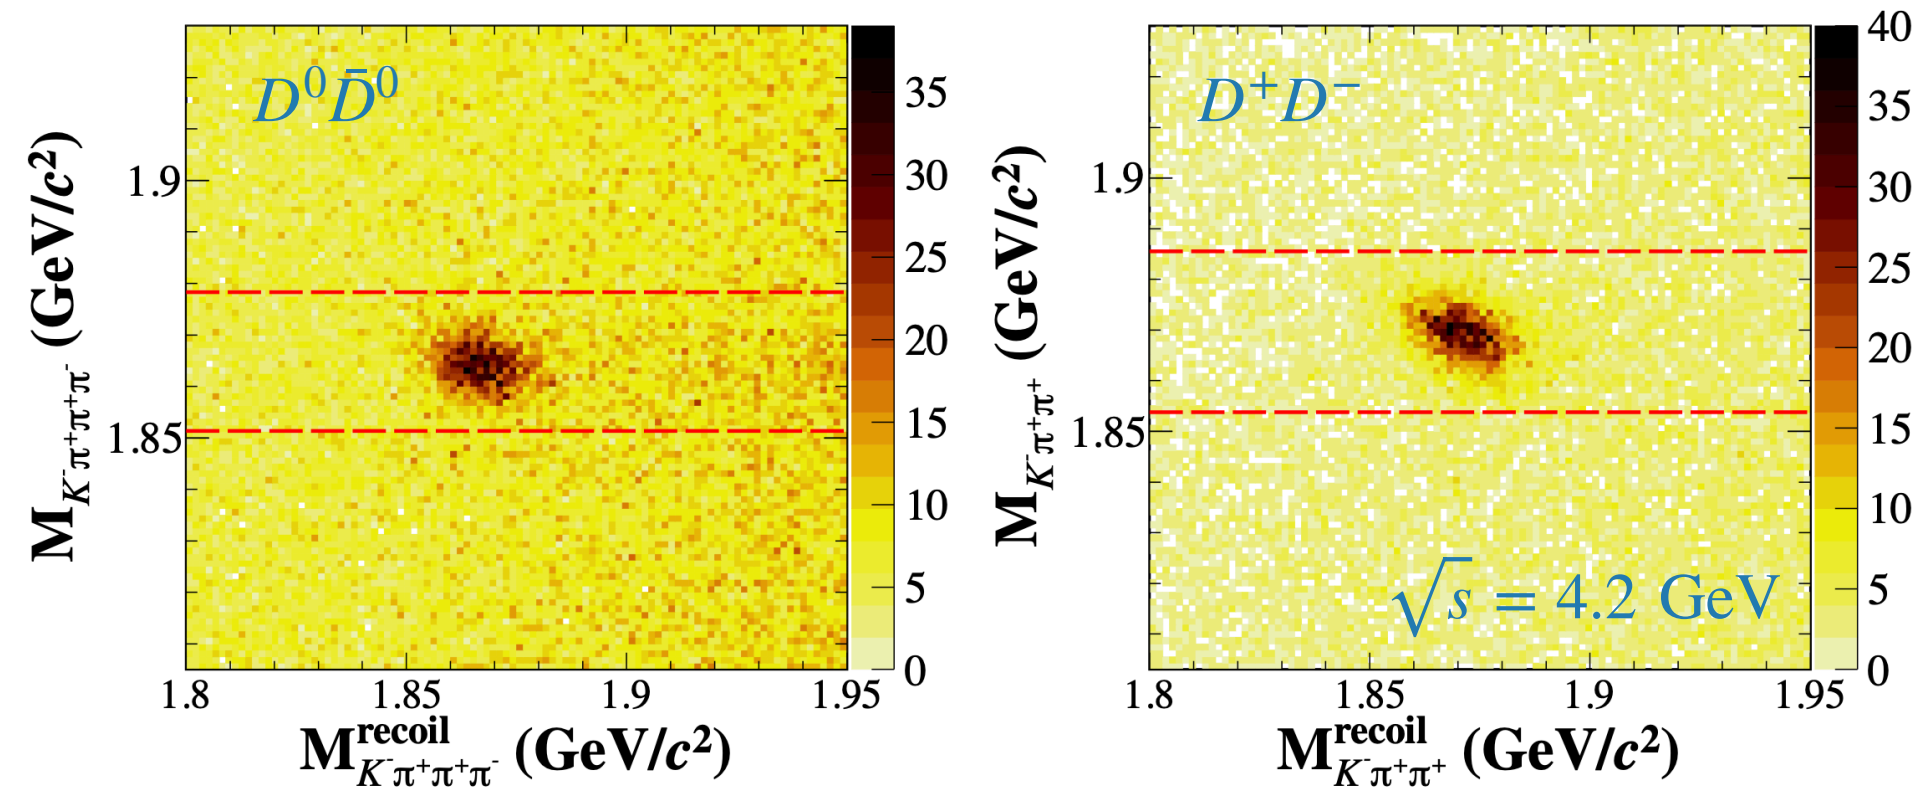 D⁰D̄⁰
M_{K⁻π⁺π⁺π⁻} (GeV/c²)
1.9
1.85
1.8 1.85 1.9 1.95
M^{recoil}_{K⁻π⁺π⁺π⁻} (GeV/c²)
35
30
25
20
15
10
5
0
D⁺D⁻
√s = 4.2 GeV
M_{K⁻π⁺π⁺} (GeV/c²)
1.9
1.85
1.8 1.85 1.9 1.95
M^{recoil}_{K⁻π⁺π⁺} (GeV/c²)
40
35
30
25
20
15
10
5
0